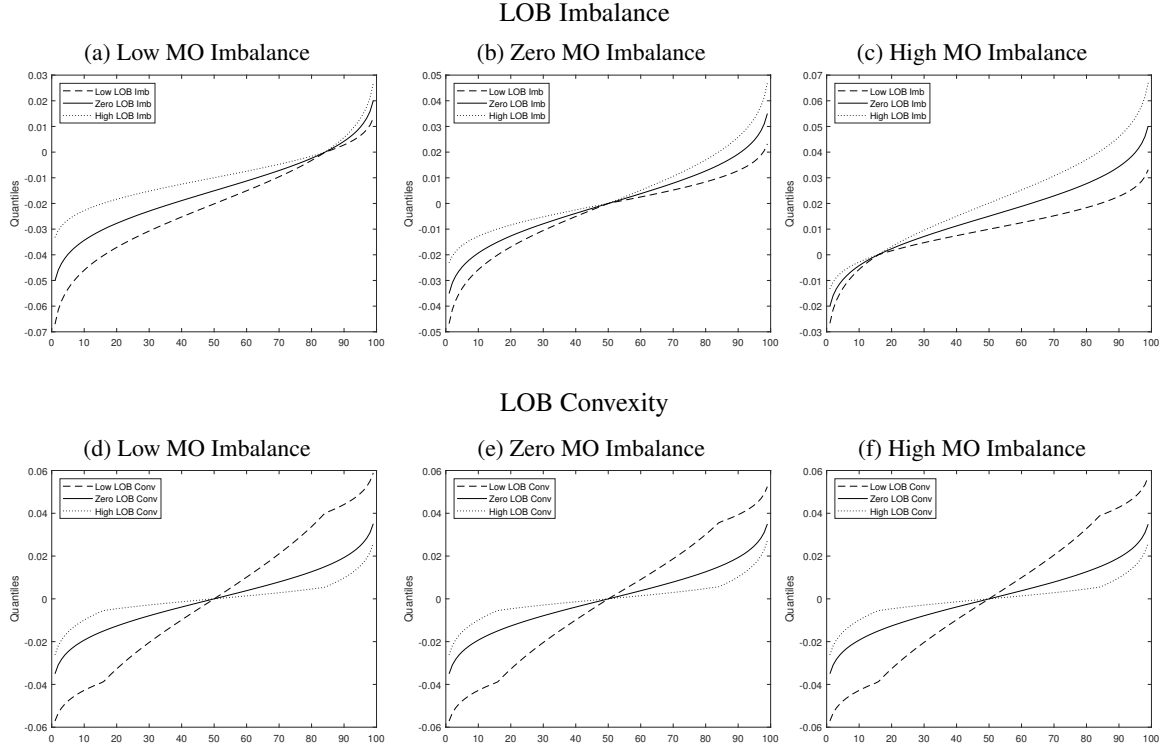 LOB Imbalance
(a) Low MO Imbalance
0.03
0.02
0.01
0
-0.01
-0.02
-0.03
-0.04
-0.05
-0.06
-0.07
Quantiles
Low LOB Imb
Zero LOB Imb
High LOB Imb
0 10 20 30 40 50 60 70 80 90 100
(b) Zero MO Imbalance
0.05
0.04
0.03
0.02
0.01
0
-0.01
-0.02
-0.03
-0.04
-0.05
Quantiles
Low LOB Imb
Zero LOB Imb
High LOB Imb
0 10 20 30 40 50 60 70 80 90 100
(c) High MO Imbalance
0.07
0.06
0.05
0.04
0.03
0.02
0.01
0
-0.01
-0.02
-0.03
Quantiles
Low LOB Imb
Zero LOB Imb
High LOB Imb
0 10 20 30 40 50 60 70 80 90 100
LOB Convexity
(d) Low MO Imbalance
0.06
0.04
0.02
0
-0.02
-0.04
-0.06
Quantiles
Low LOB Conv
Zero LOB Conv
High LOB Conv
0 10 20 30 40 50 60 70 80 90 100
(e) Zero MO Imbalance
0.06
0.04
0.02
0
-0.02
-0.04
-0.06
Quantiles
Low LOB Conv
Zero LOB Conv
High LOB Conv
0 10 20 30 40 50 60 70 80 90 100
(f) High MO Imbalance
0.06
0.04
0.02
0
-0.02
-0.04
-0.06
Quantiles
Low LOB Conv
Zero LOB Conv
High LOB Conv
0 10 20 30 40 50 60 70 80 90 100